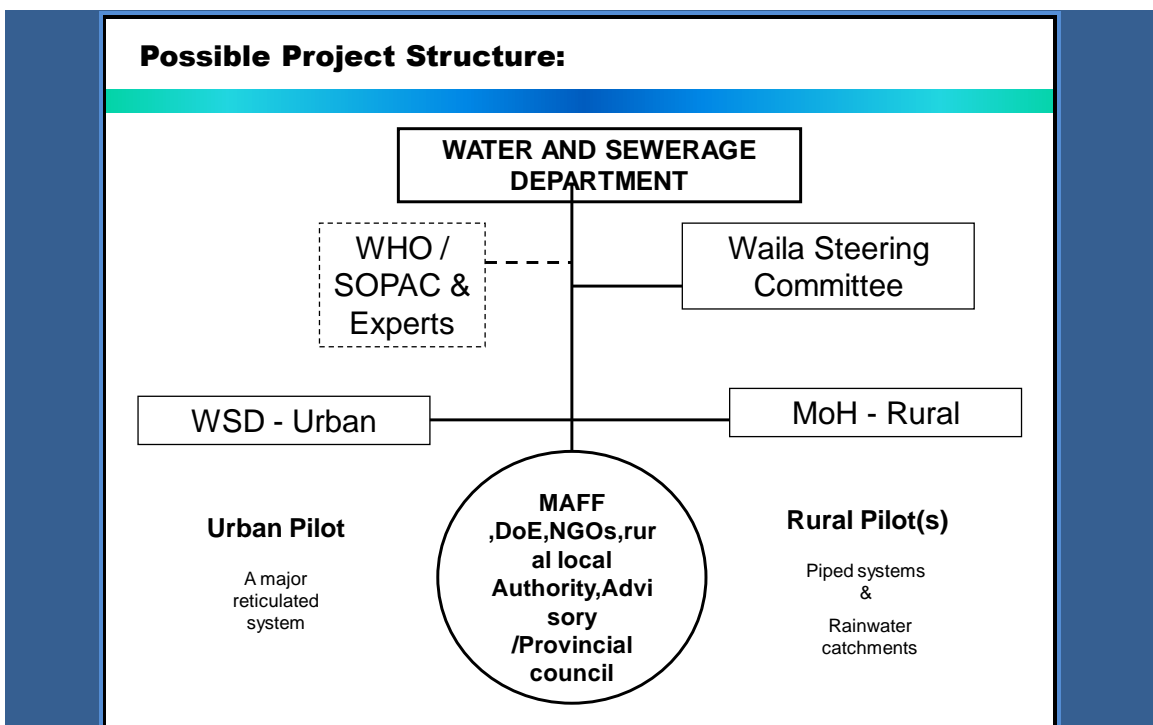 Possible Project Structure:
WATER AND SEWERAGE
DEPARTMENT
WHO /
SOPAC &
Experts
Waila Steering
Committee
WSD - Urban
MoH - Rural
Urban Pilot
A major
reticulated
system
MAFF
,DoE,NGOs,rur
al local
Authority,Advi
sory
/Provincial
council
Rural Pilot(s)
Piped systems
&
Rainwater
catchments